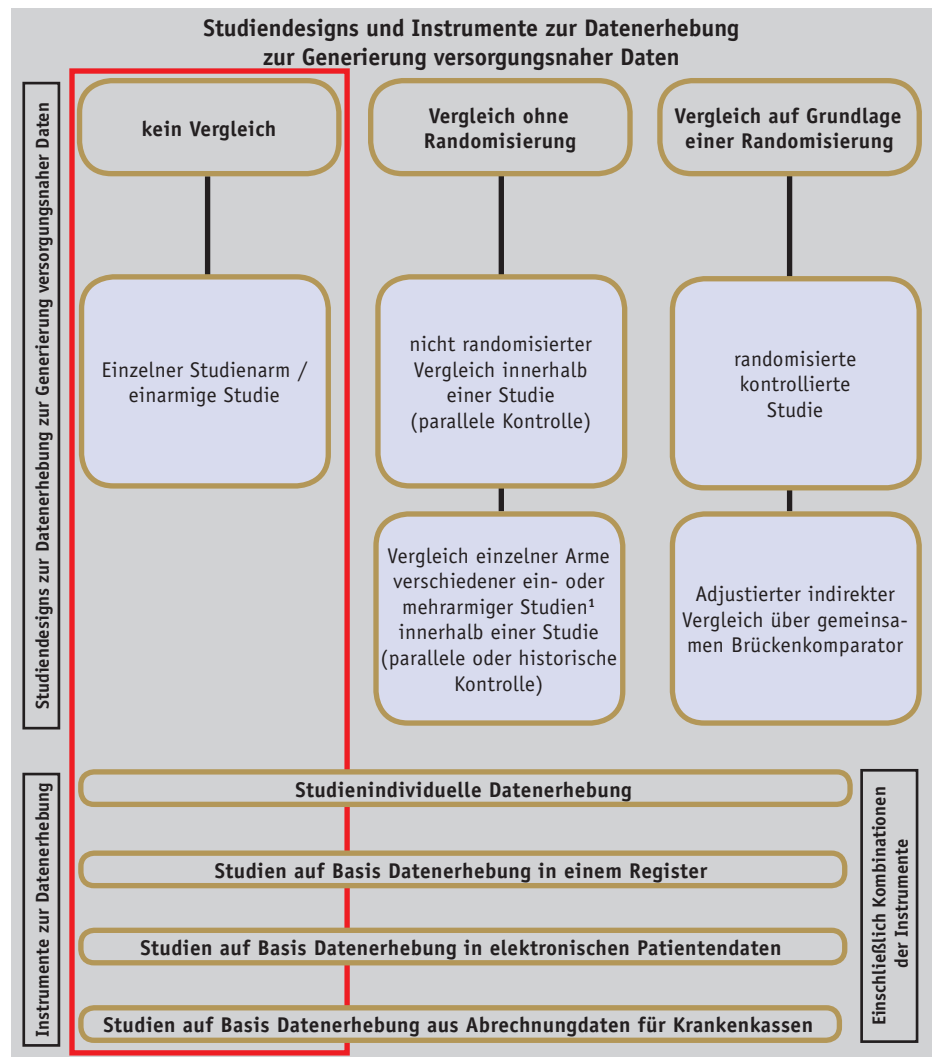 Studiendesigns und Instrumente zur Datenerhebung
zur Generierung versorgungsnaher Daten
Studiendesigns zur Datenerhebung zur Generierung versorgungsnaher Daten
kein Vergleich
Vergleich ohne
Randomisierung
Vergleich auf Grundlage
einer Randomisierung
Einzelner Studienarm /
einarmige Studie
nicht randomisierter
Vergleich innerhalb
einer Studie
(parallele Kontrolle)
randomisierte
kontrollierte
Studie
Vergleich einzelner Arme
verschiedener ein- oder
mehrarmiger Studien¹
innerhalb einer Studie
(parallele oder historische
Kontrolle)
Adjustierter indirekter
Vergleich über gemeinsa-
men Brückenkomparator
Instrumente zur Datenerhebung
Studienindividuelle Datenerhebung
Studien auf Basis Datenerhebung in einem Register
Studien auf Basis Datenerhebung in elektronischen Patientendaten
Studien auf Basis Datenerhebung aus Abrechnungdaten für Krankenkassen
Einschließlich Kombinationen
der Instrumente